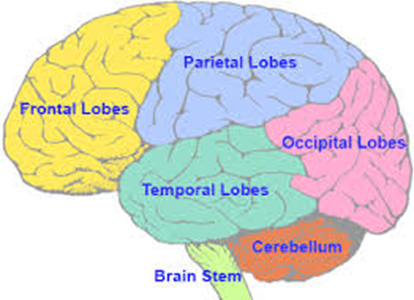 Parietal Lobes
Frontal Lobes
Occipital Lobes
Temporal Lobes
Cerebellum
Brain Stem